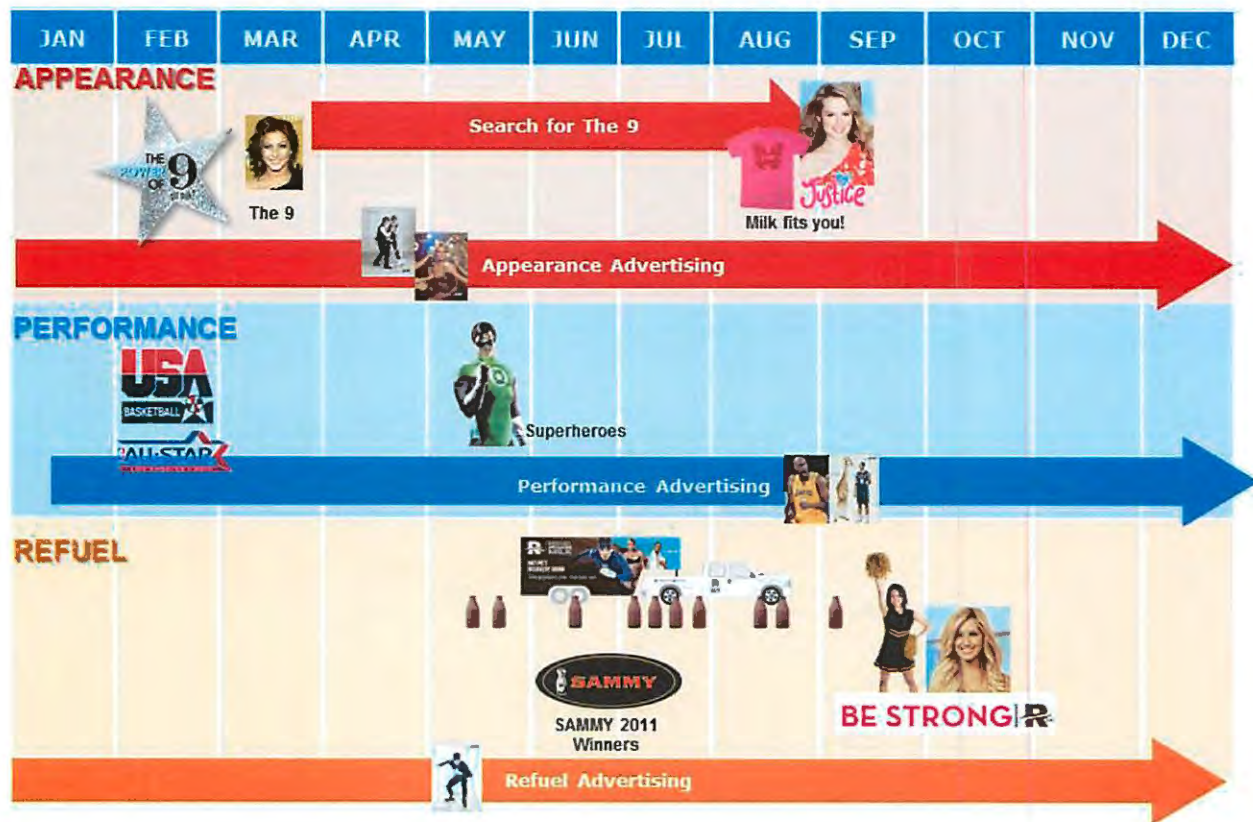 JAN FEB MAR APR MAY JUN JUL AUG SEP OCT NOV DEC
APPEARANCE
Search for The 9
THE
POWER 9
OF
Justice
The 9
Milk fits you!
Appearance Advertising
PERFORMANCE
USA
BASKETBALL
ALL★STAR
Superheroes
Performance Advertising
REFUEL
SAMMY
SAMMY 2011
Winners
BE STRONG R
Refuel Advertising